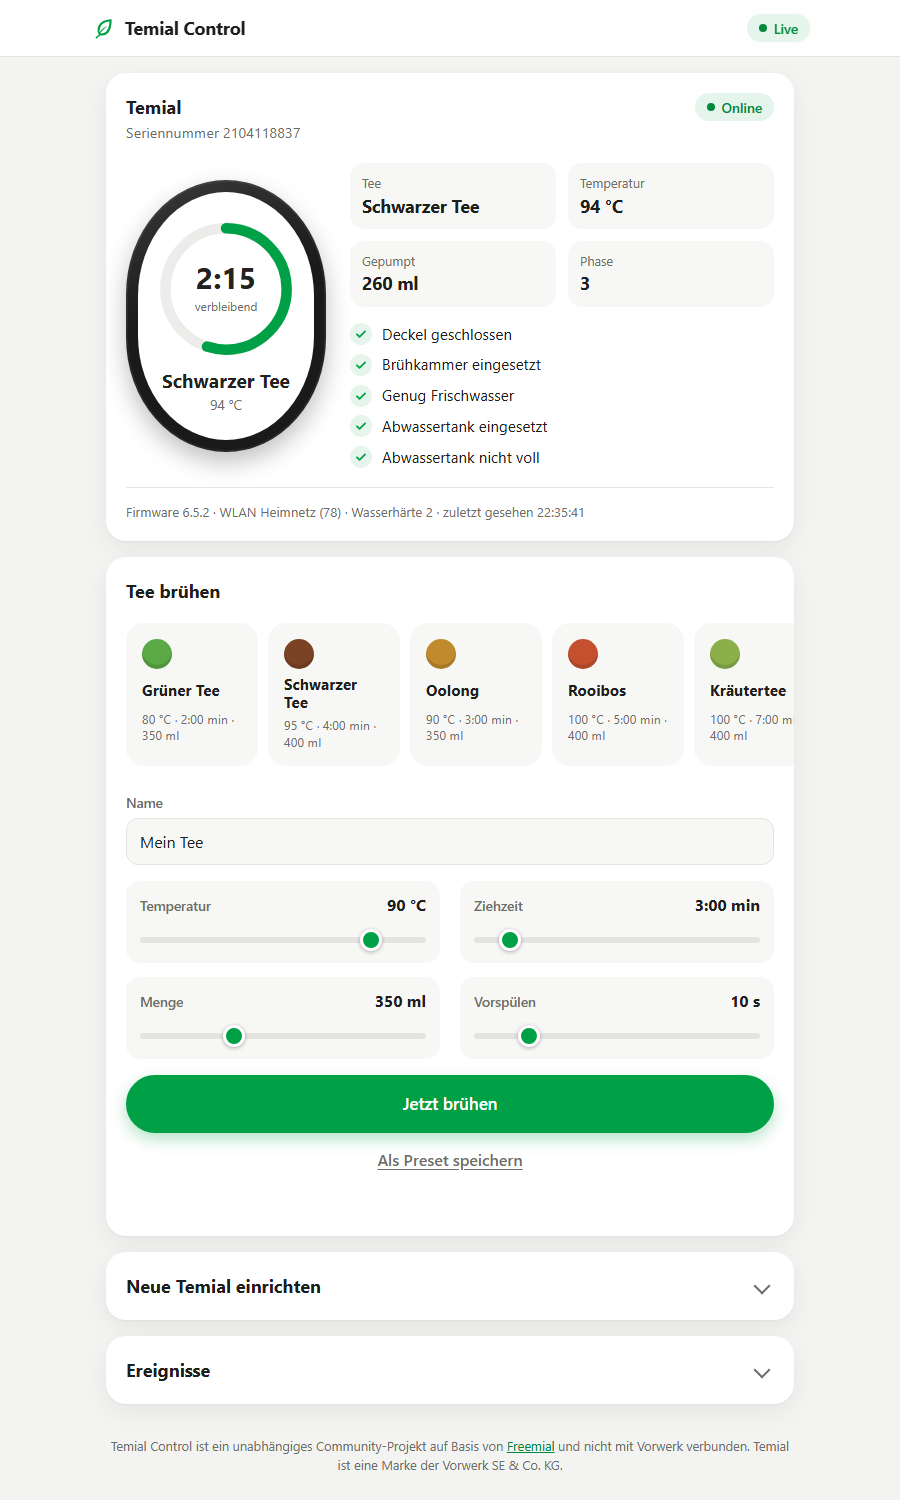 Temial Control
Live
Temial
Online
Seriennummer 2104118837
2:15
verbleibend
Schwarzer Tee
94 °C
Tee
Schwarzer Tee
Temperatur
94 °C
Gepumpt
260 ml
Phase
3
Deckel geschlossen
Brühkammer eingesetzt
Genug Frischwasser
Abwassertank eingesetzt
Abwassertank nicht voll
Firmware 6.5.2 · WLAN Heimnetz (78) · Wasserhärte 2 · zuletzt gesehen 22:35:41
Tee brühen
Grüner Tee
80 °C · 2:00 min ·
350 ml
Schwarzer
Tee
95 °C · 4:00 min ·
400 ml
Oolong
90 °C · 3:00 min ·
350 ml
Rooibos
100 °C · 5:00 min ·
400 ml
Kräutertee
100 °C · 7:00 m
400 ml
Name
Mein Tee
Temperatur
90 °C
Ziehzeit
3:00 min
Menge
350 ml
Vorspülen
10 s
Jetzt brühen
Als Preset speichern
Neue Temial einrichten
Ereignisse
Temial Control ist ein unabhängiges Community-Projekt auf Basis von Freemial und nicht mit Vorwerk verbunden. Temial
ist eine Marke der Vorwerk SE & Co. KG.